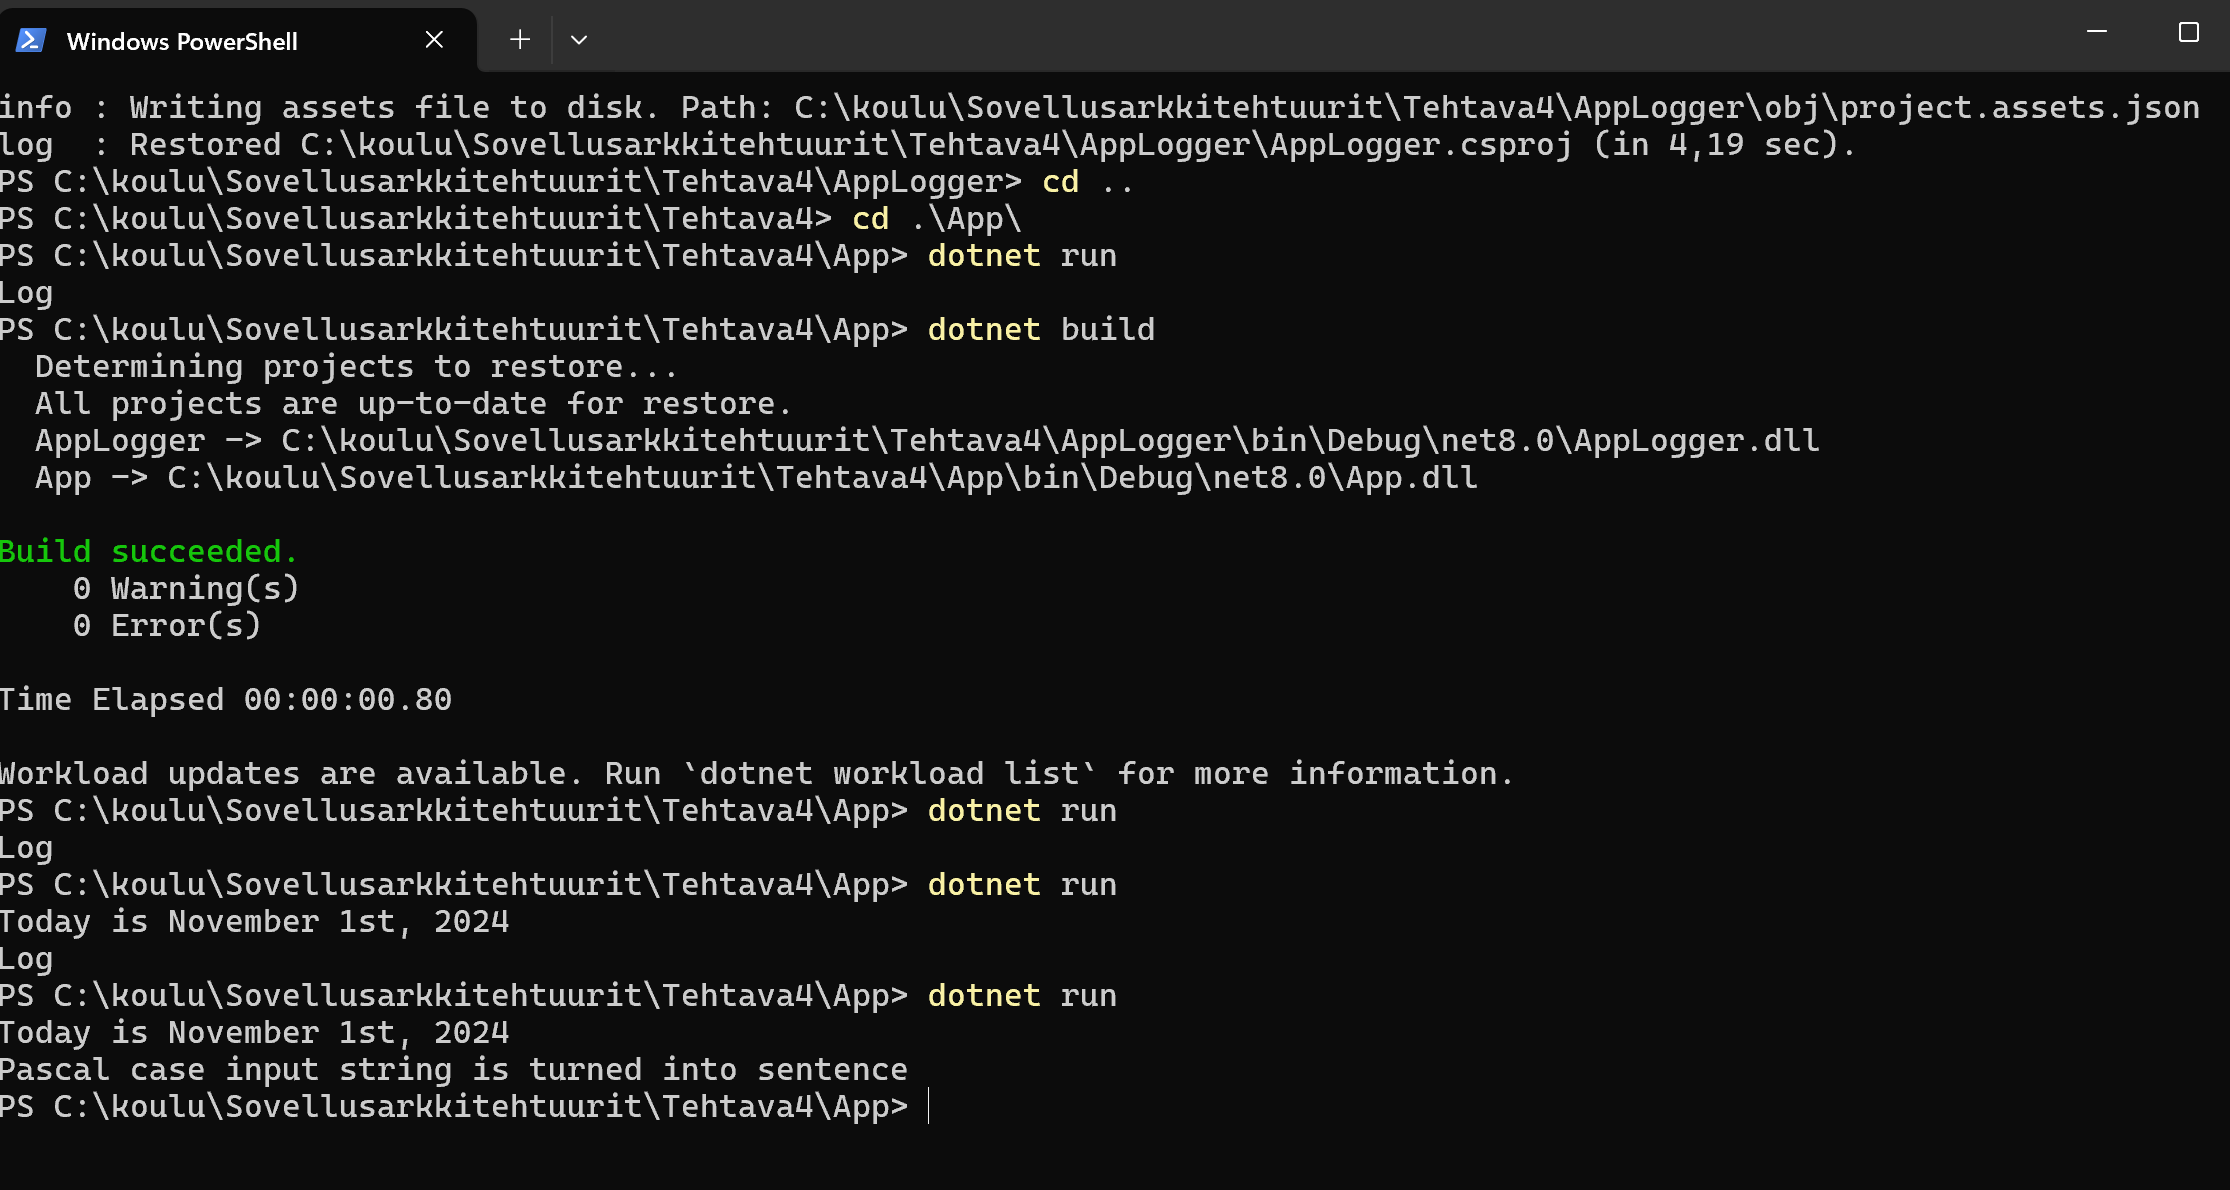 Windows PowerShell
info : Writing assets file to disk. Path: C:\koulu\Sovellusarkkitehtuurit\Tehtava4\AppLogger\obj\project.assets.json
log  : Restored C:\koulu\Sovellusarkkitehtuurit\Tehtava4\AppLogger\AppLogger.csproj (in 4,19 sec).
PS C:\koulu\Sovellusarkkitehtuurit\Tehtava4\AppLogger> cd ..
PS C:\koulu\Sovellusarkkitehtuurit\Tehtava4> cd .\App\
PS C:\koulu\Sovellusarkkitehtuurit\Tehtava4\App> dotnet run
Log
PS C:\koulu\Sovellusarkkitehtuurit\Tehtava4\App> dotnet build
  Determining projects to restore...
  All projects are up-to-date for restore.
  AppLogger -> C:\koulu\Sovellusarkkitehtuurit\Tehtava4\AppLogger\bin\Debug\net8.0\AppLogger.dll
  App -> C:\koulu\Sovellusarkkitehtuurit\Tehtava4\App\bin\Debug\net8.0\App.dll
Build succeeded.
    0 Warning(s)
    0 Error(s)
Time Elapsed 00:00:00.80
Workload updates are available. Run `dotnet workload list` for more information.
PS C:\koulu\Sovellusarkkitehtuurit\Tehtava4\App> dotnet run
Log
PS C:\koulu\Sovellusarkkitehtuurit\Tehtava4\App> dotnet run
Today is November 1st, 2024
Log
PS C:\koulu\Sovellusarkkitehtuurit\Tehtava4\App> dotnet run
Today is November 1st, 2024
Pascal case input string is turned into sentence
PS C:\koulu\Sovellusarkkitehtuurit\Tehtava4\App>